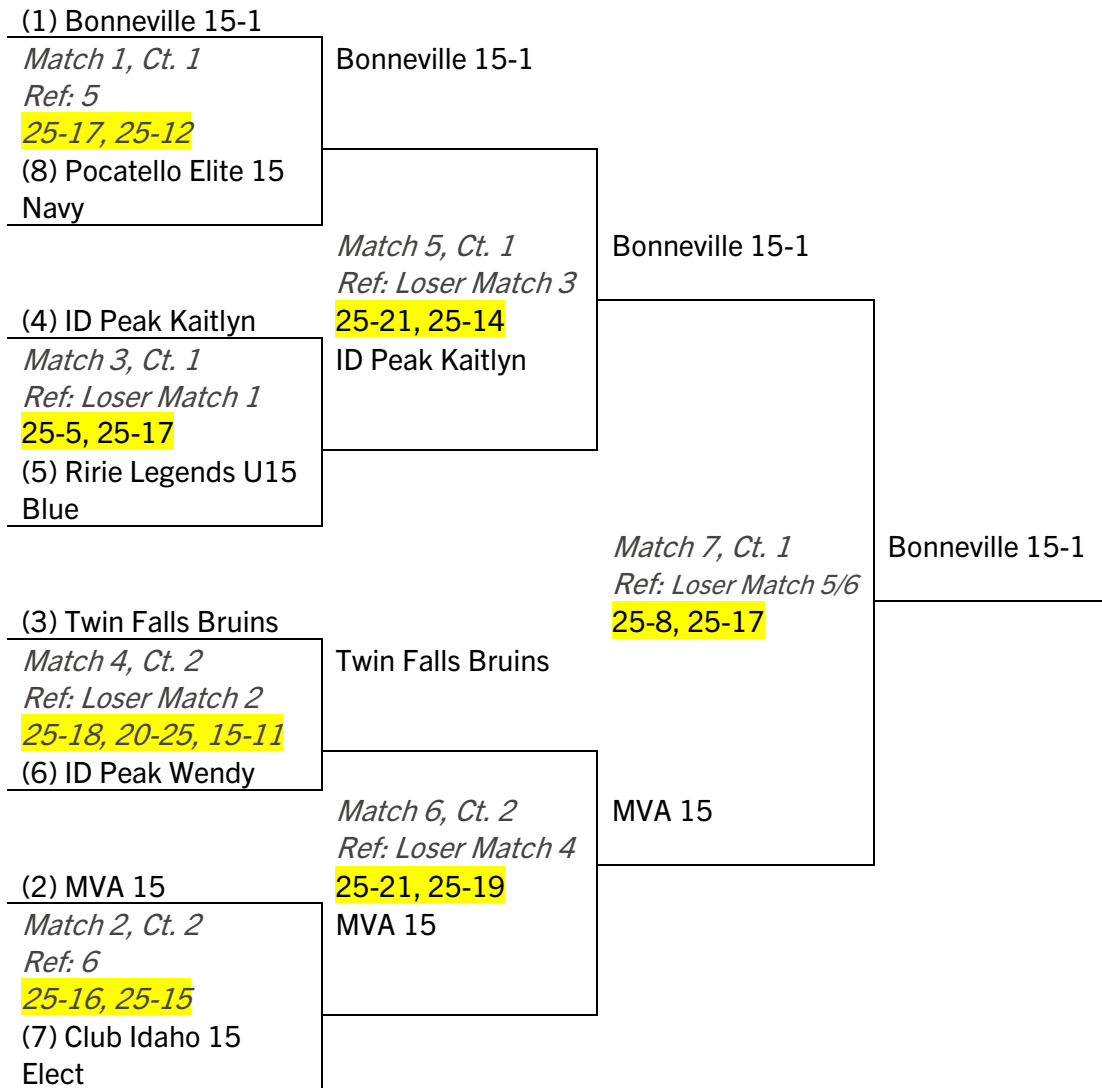 (1) Bonneville 15-1
Match 1, Ct. 1
Ref: 5
25-17, 25-12
(8) Pocatello Elite 15
Navy
Bonneville 15-1
(4) ID Peak Kaitlyn
Match 3, Ct. 1
Ref: Loser Match 1
25-5, 25-17
(5) Ririe Legends U15
Blue
Match 5, Ct. 1
Ref: Loser Match 3
25-21, 25-14
ID Peak Kaitlyn
Bonneville 15-1
(3) Twin Falls Bruins
Match 4, Ct. 2
Ref: Loser Match 2
25-18, 20-25, 15-11
(6) ID Peak Wendy
Twin Falls Bruins
(2) MVA 15
Match 2, Ct. 2
Ref: 6
25-16, 25-15
(7) Club Idaho 15
Elect
Match 6, Ct. 2
Ref: Loser Match 4
25-21, 25-19
MVA 15
MVA 15
Match 7, Ct. 1
Ref: Loser Match 5/6
25-8, 25-17
Bonneville 15-1